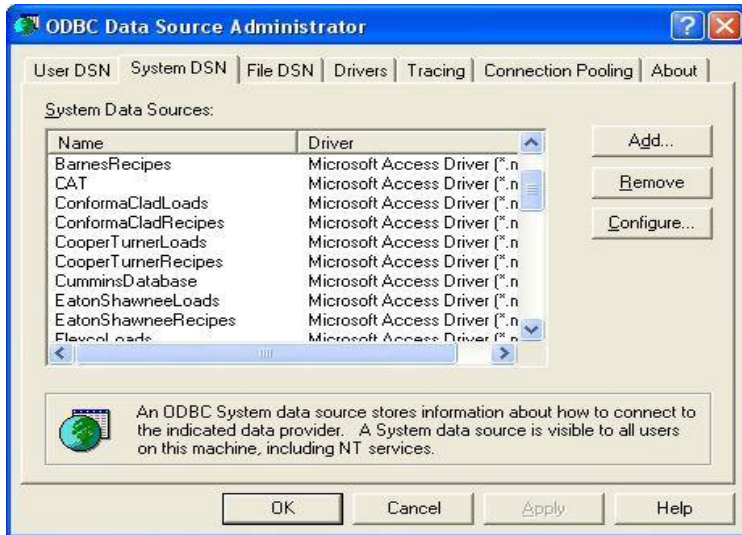 ODBC Data Source Administrator
User DSN System DSN File DSN Drivers Tracing Connection Pooling About
System Data Sources:
Name Driver
BarnesRecipes Microsoft Access Driver (*.n
CAT Microsoft Access Driver (*.n
ConformaCladLoads Microsoft Access Driver (*.n
ConformaCladRecipes Microsoft Access Driver (*.n
CooperTurnerLoads Microsoft Access Driver (*.n
CooperTurnerRecipes Microsoft Access Driver (*.n
CumminsDatabase Microsoft Access Driver (*.n
EatonShawneeLoads Microsoft Access Driver (*.n
EatonShawneeRecipes Microsoft Access Driver (*.n
FlexcoLoads Microsoft Access Driver (*.n
Add...
Remove
Configure...
An ODBC System data source stores information about how to connect to
the indicated data provider. A System data source is visible to all users
on this machine, including NT services.
OK Cancel Apply Help